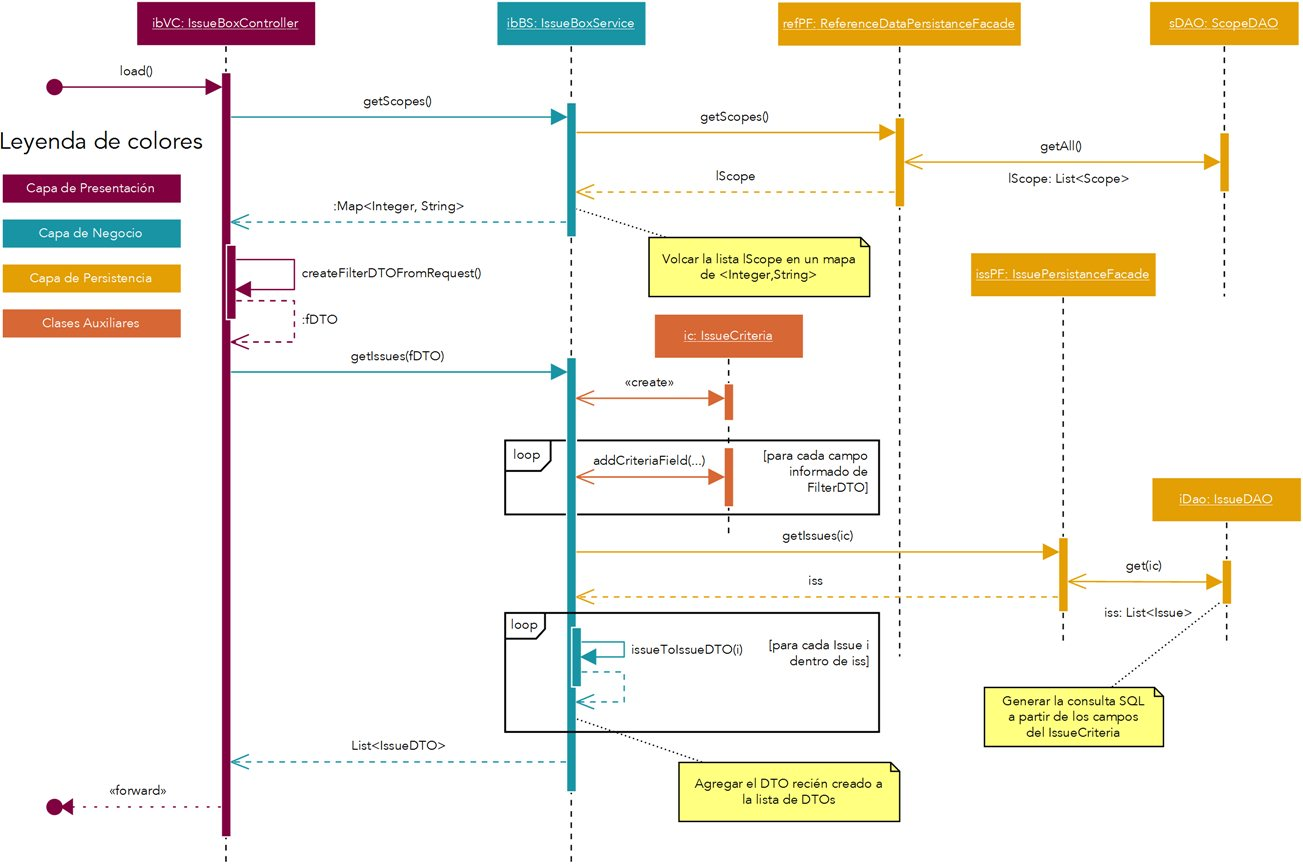 ibVC: IssueBoxController
ibBS: IssueBoxService
refPF: ReferenceDataPersistanceFacade
sDAO: ScopeDAO
load()
getScopes()
getScopes()
getAll()
lScope: List<Scope>
lScope
:Map<Integer, String>
Leyenda de colores
Capa de Presentación
Capa de Negocio
Capa de Persistencia
Clases Auxiliares
Volcar la lista lScope en un mapa
de <Integer,String>
issPF: IssuePersistanceFacade
createFilterDTOFromRequest()
:fDTO
ic: IssueCriteria
getIssues(fDTO)
«create»
loop
addCriteriaField(...)
[para cada campo
informado de
FilterDTO]
iDao: IssueDAO
getIssues(ic)
get(ic)
iss
iss: List<Issue>
loop
issueToIssueDTO(i)
[para cada Issue i
dentro de iss]
Generar la consulta SQL
a partir de los campos
del IssueCriteria
List<IssueDTO>
Agregar el DTO recién creado a
la lista de DTOs
«forward»